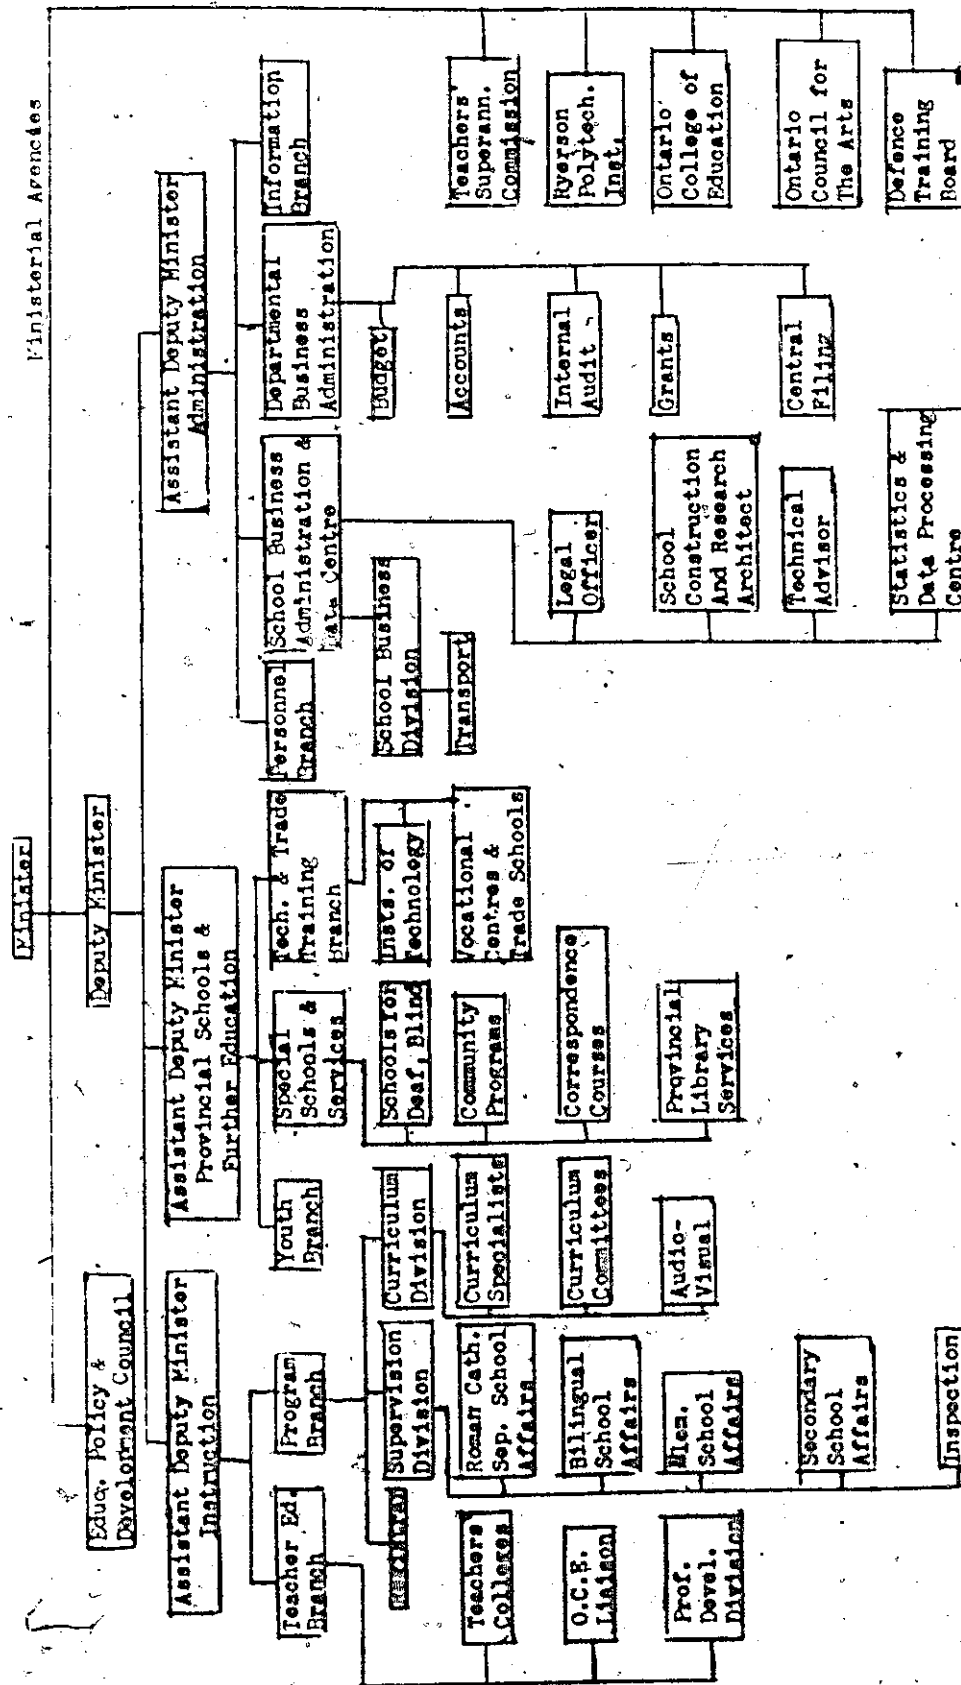 Minister
Ministerial Agencies
Deputy Minister
Educ. Policy &
Development Council
Assistant Deputy Minister
Instruction
Assistant Deputy Minister
Provincial Schools &
Further Education
Assistant Deputy Minister
Administration
Teacher Ed.
Branch
Program
Branch
Youth
Branch
Special
Schools &
Services
Tech. & Trade
Training
Branch
Personnel
Branch
School Business
Administration &
Data Centre
Departmental
Business
Administration
Information
Branch
Registrar
Supervision
Division
Curriculum
Division
Schools for
Deaf, Blind
Insts. of
Technology
School Business
Division
Budget
Teachers
Colleges
Roman Cath.
Sep. School
Affairs
Curriculum
Specialists
Community
Programs
Vocational
Centres &
Trade Schools
Transport
Accounts
Teachers'
Superann.
Commission
O.C.E.
Liaison
Bilingual
School
Affairs
Curriculum
Committees
Correspondence
Courses
Legal
Officer
Internal
Audit
Ryerson
Polytech.
Inst.
Prof.
Devel.
Division
Elem.
School
Affairs
Audio-
Visual
Provincial
Library
Services
School
Construction
And Research
Architect
Grants
Ontario
College of
Education
Secondary
School
Affairs
Technical
Advisor
Central
Filing
Ontario
Council for
The Arts
Inspection
Statistics &
Data Processing
Centre
Defence
Training
Board